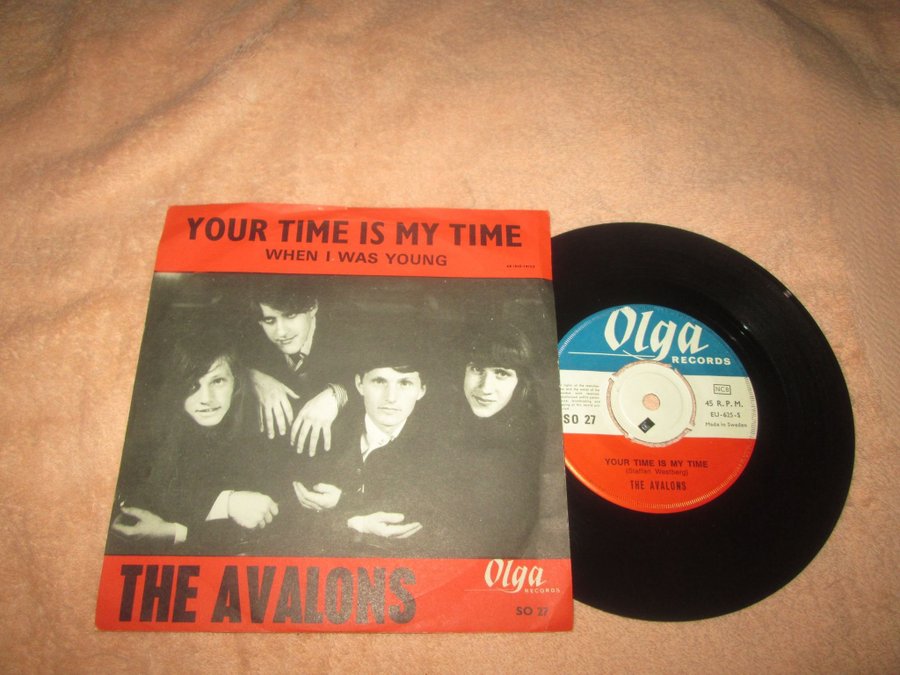 YOUR TIME IS MY TIME
WHEN I WAS YOUNG
THE AVALONS
Olga
RECORDS
SO 27
Olga
RECORDS
NCB
45 R.P.M.
EU-625-S
Made in Sweden
SO 27
YOUR TIME IS MY TIME
(Staffan Westberg)
THE AVALONS